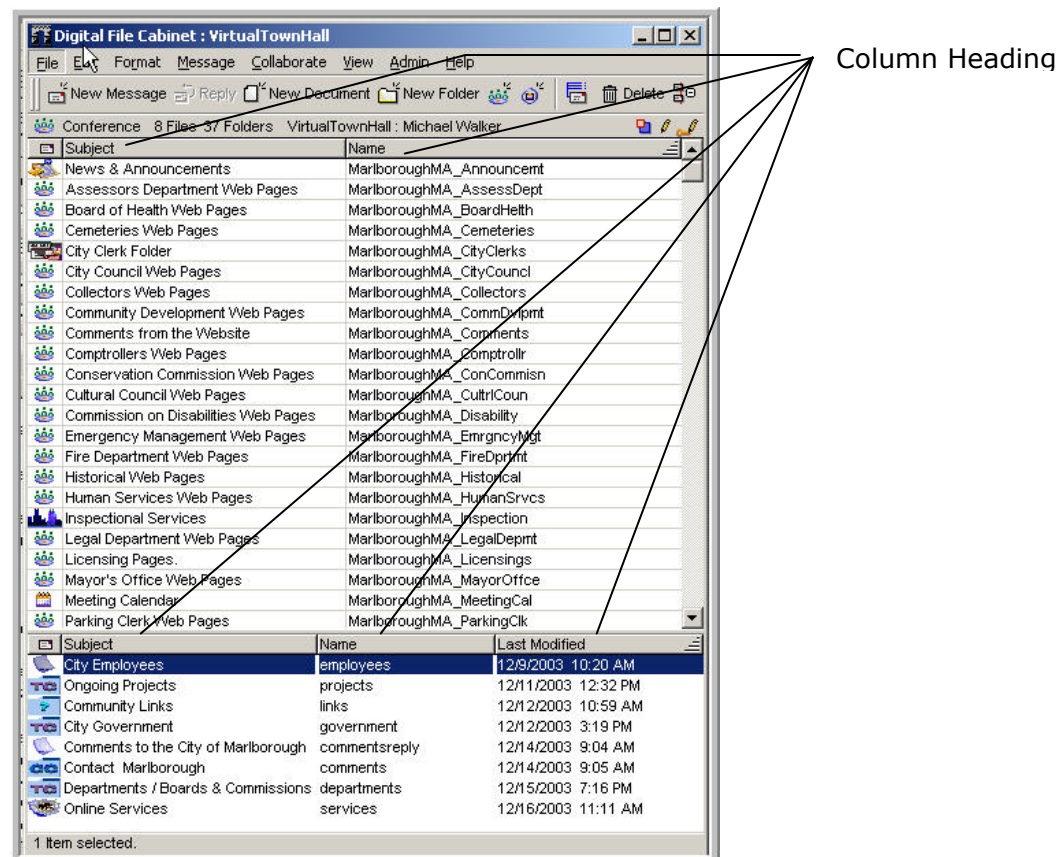 Digital File Cabinet : VirtualTownHall
File Edit Format Message Collaborate View Admin Help
Column Heading
New Message Reply New Document New Folder Delete
Conference 8 Files 37 Folders VirtualTownHall : Michael Walker
Subject Name
News & Announcements MarlboroughMA_Announcemt
Assessors Department Web Pages MarlboroughMA_AssessDept
Board of Health Web Pages MarlboroughMA_BoardHelth
Cemeteries Web Pages MarlboroughMA_Cemeteries
City Clerk Folder MarlboroughMA_CityClerks
City Council Web Pages MarlboroughMA_CityCouncl
Collectors Web Pages MarlboroughMA_Collectors
Community Development Web Pages MarlboroughMA_CommDvlpmt
Comments from the Website MarlboroughMA_Comments
Comptrollers Web Pages MarlboroughMA_Comptrollr
Conservation Commission Web Pages MarlboroughMA_ConCommisn
Cultural Council Web Pages MarlboroughMA_CultrlCoun
Commission on Disabilities Web Pages MarlboroughMA_Disability
Emergency Management Web Pages MarlboroughMA_EmrgncyMgt
Fire Department Web Pages MarlboroughMA_FireDprtmt
Historical Web Pages MarlboroughMA_Historical
Human Services Web Pages MarlboroughMA_HumanSrvcs
Inspectional Services MarlboroughMA_Inspection
Legal Department Web Pages MarlboroughMA_LegalDepmt
Licensing Pages. MarlboroughMA_Licensings
Mayor's Office Web Pages MarlboroughMA_MayorOffce
Meeting Calendar MarlboroughMA_MeetingCal
Parking Clerk Web Pages MarlboroughMA_ParkingClk
Subject Name Last Modified
City Employees employees 12/9/2003 10:20 AM
Ongoing Projects projects 12/11/2003 12:32 PM
Community Links links 12/12/2003 10:59 AM
City Government government 12/12/2003 3:19 PM
Comments to the City of Marlborough commentsreply 12/14/2003 9:04 AM
Contact Marlborough comments 12/14/2003 9:05 AM
Departments / Boards & Commissions departments 12/15/2003 7:16 PM
Online Services services 12/16/2003 11:11 AM
1 Item selected.